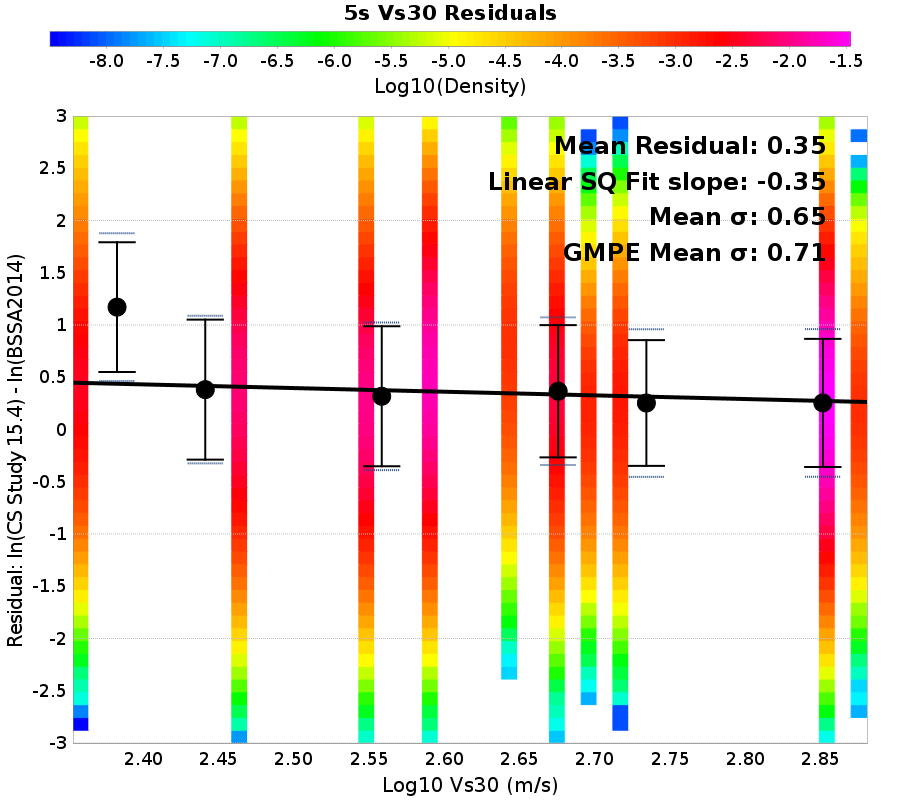 5s Vs30 Residuals
-8.0 -7.5 -7.0 -6.5 -6.0 -5.5 -5.0 -4.5 -4.0 -3.5 -3.0 -2.5 -2.0 -1.5
Log10(Density)
Mean Residual: 0.35
Linear SQ Fit slope: -0.35
Mean σ: 0.65
GMPE Mean σ: 0.71
Residual: ln(CS Study 15.4) - ln(BSSA2014)
3
2.5
2
1.5
1
0.5
0
-0.5
-1
-1.5
-2
-2.5
-3
2.40 2.45 2.50 2.55 2.60 2.65 2.70 2.75 2.80 2.85
Log10 Vs30 (m/s)